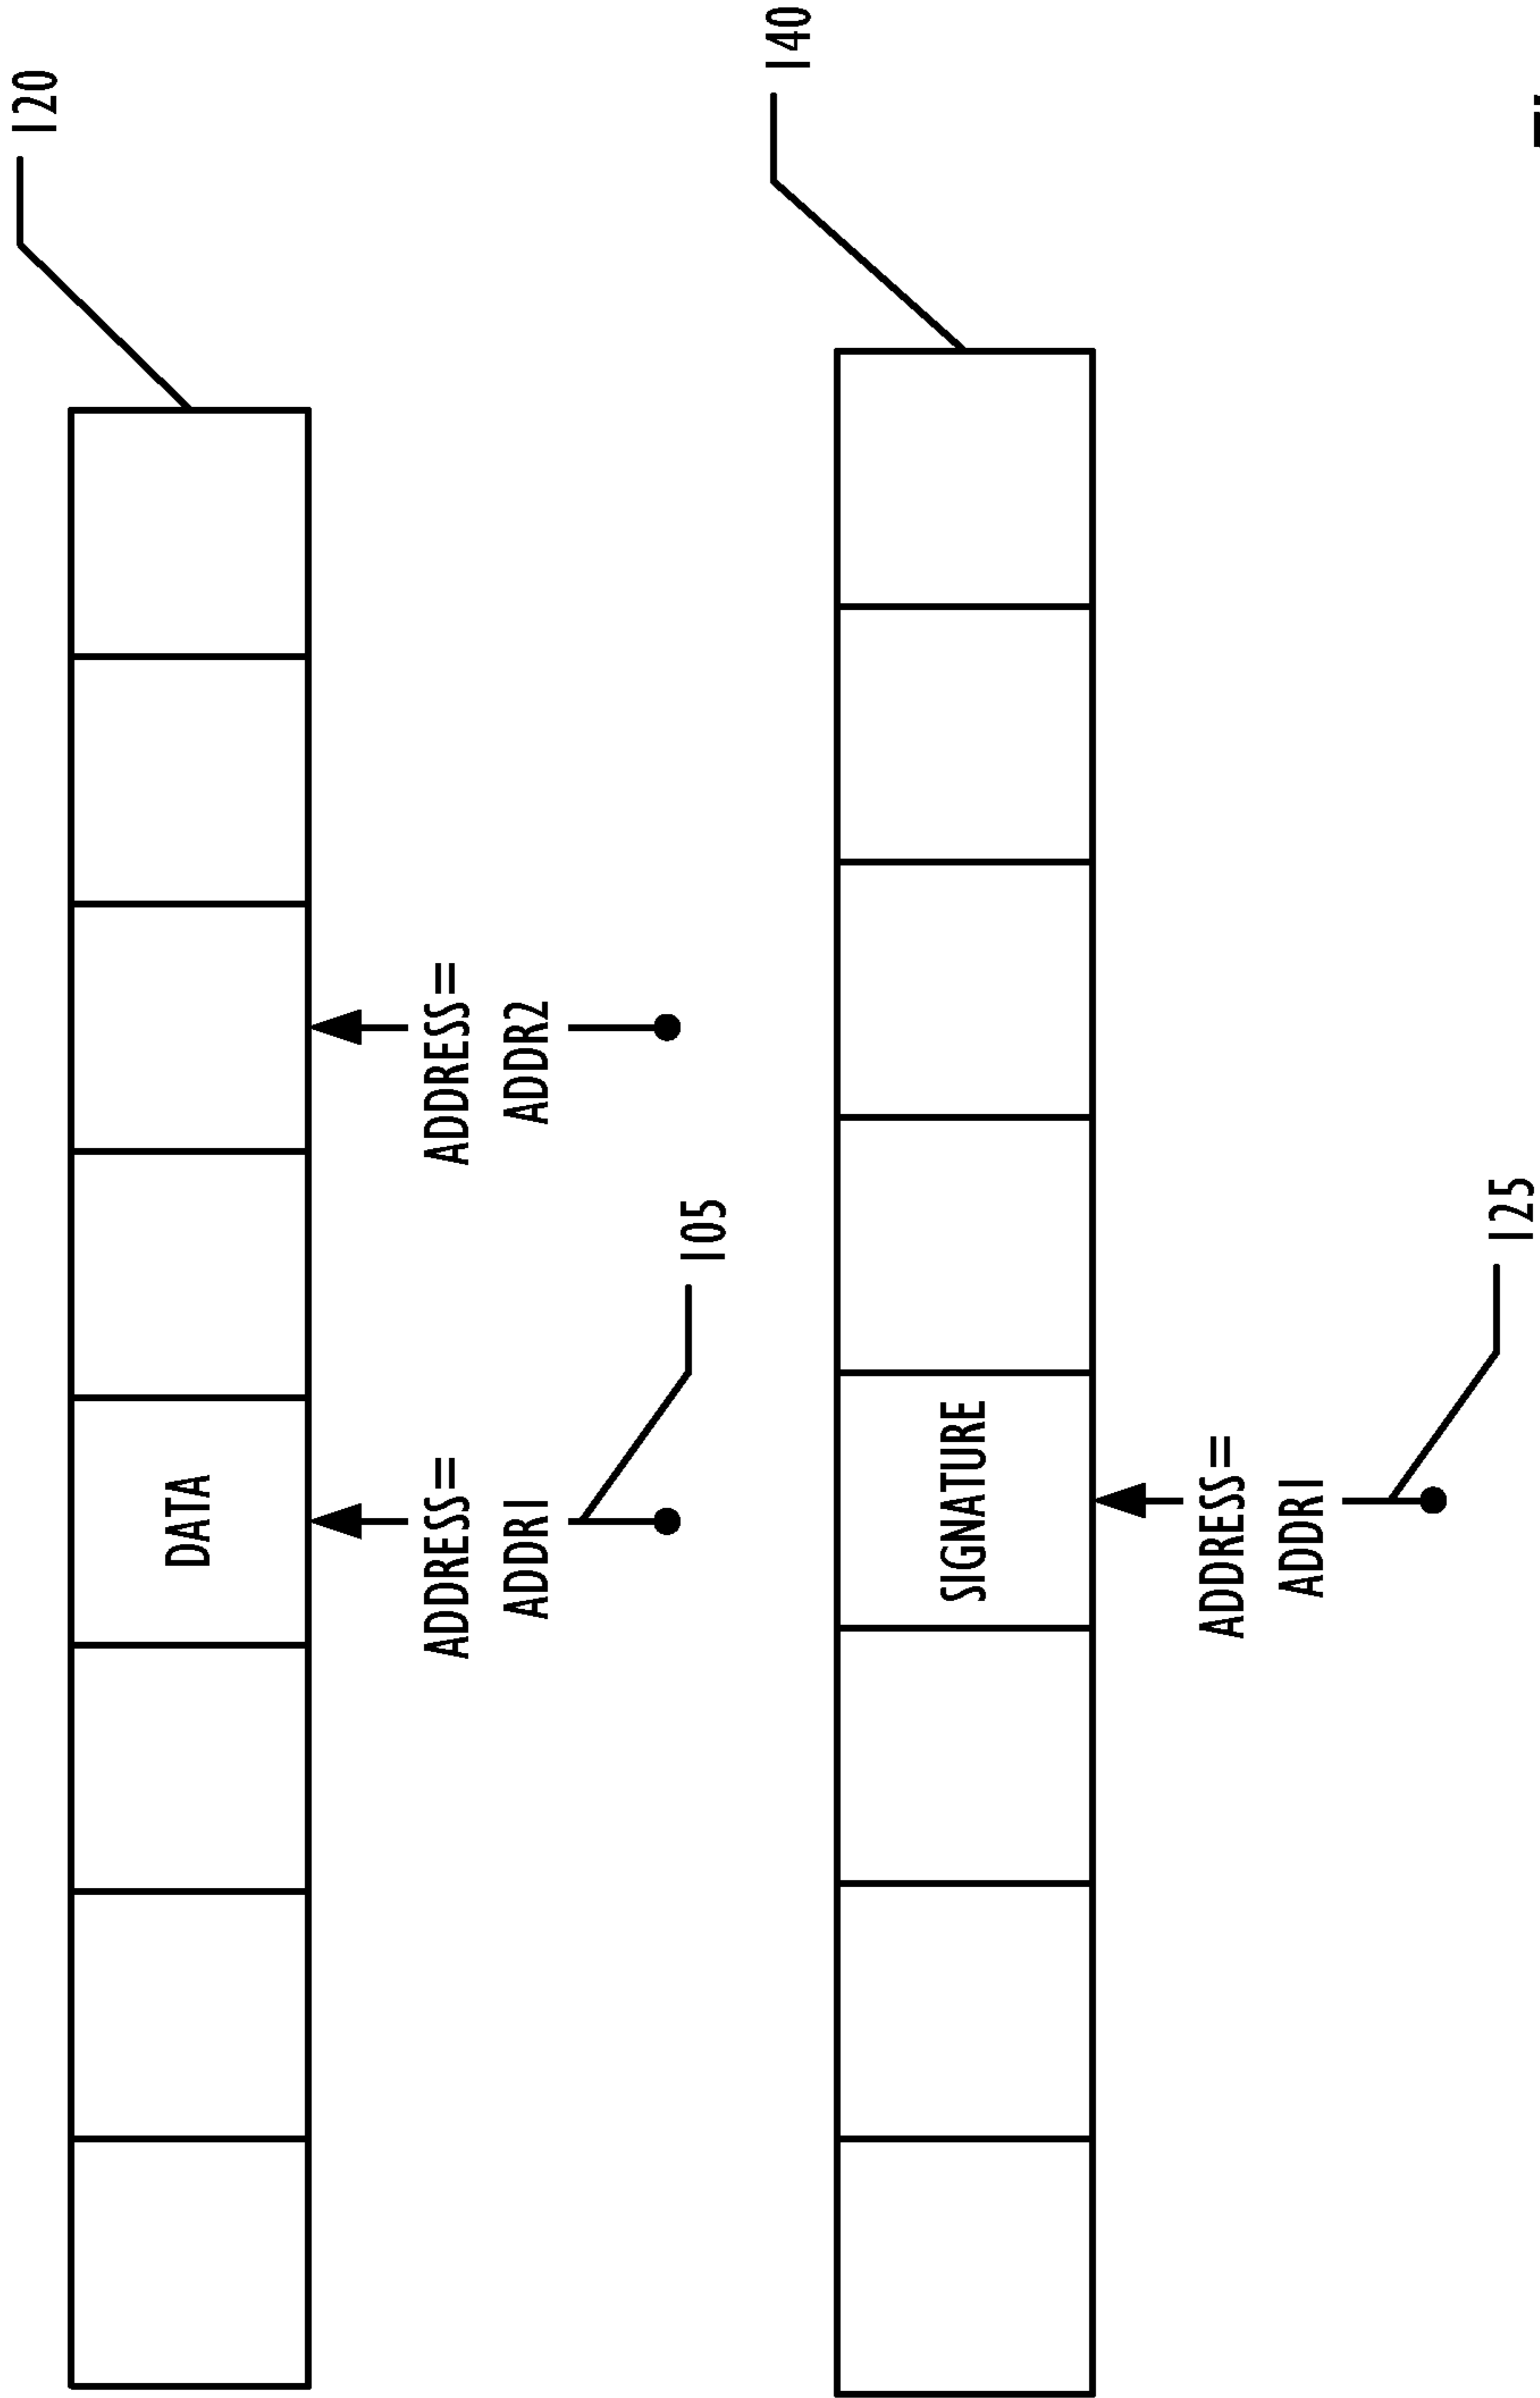 120
DATA
ADDRESS=
ADDR1
ADDRESS=
ADDR2
105
140
SIGNATURE
ADDRESS=
ADDR1
125